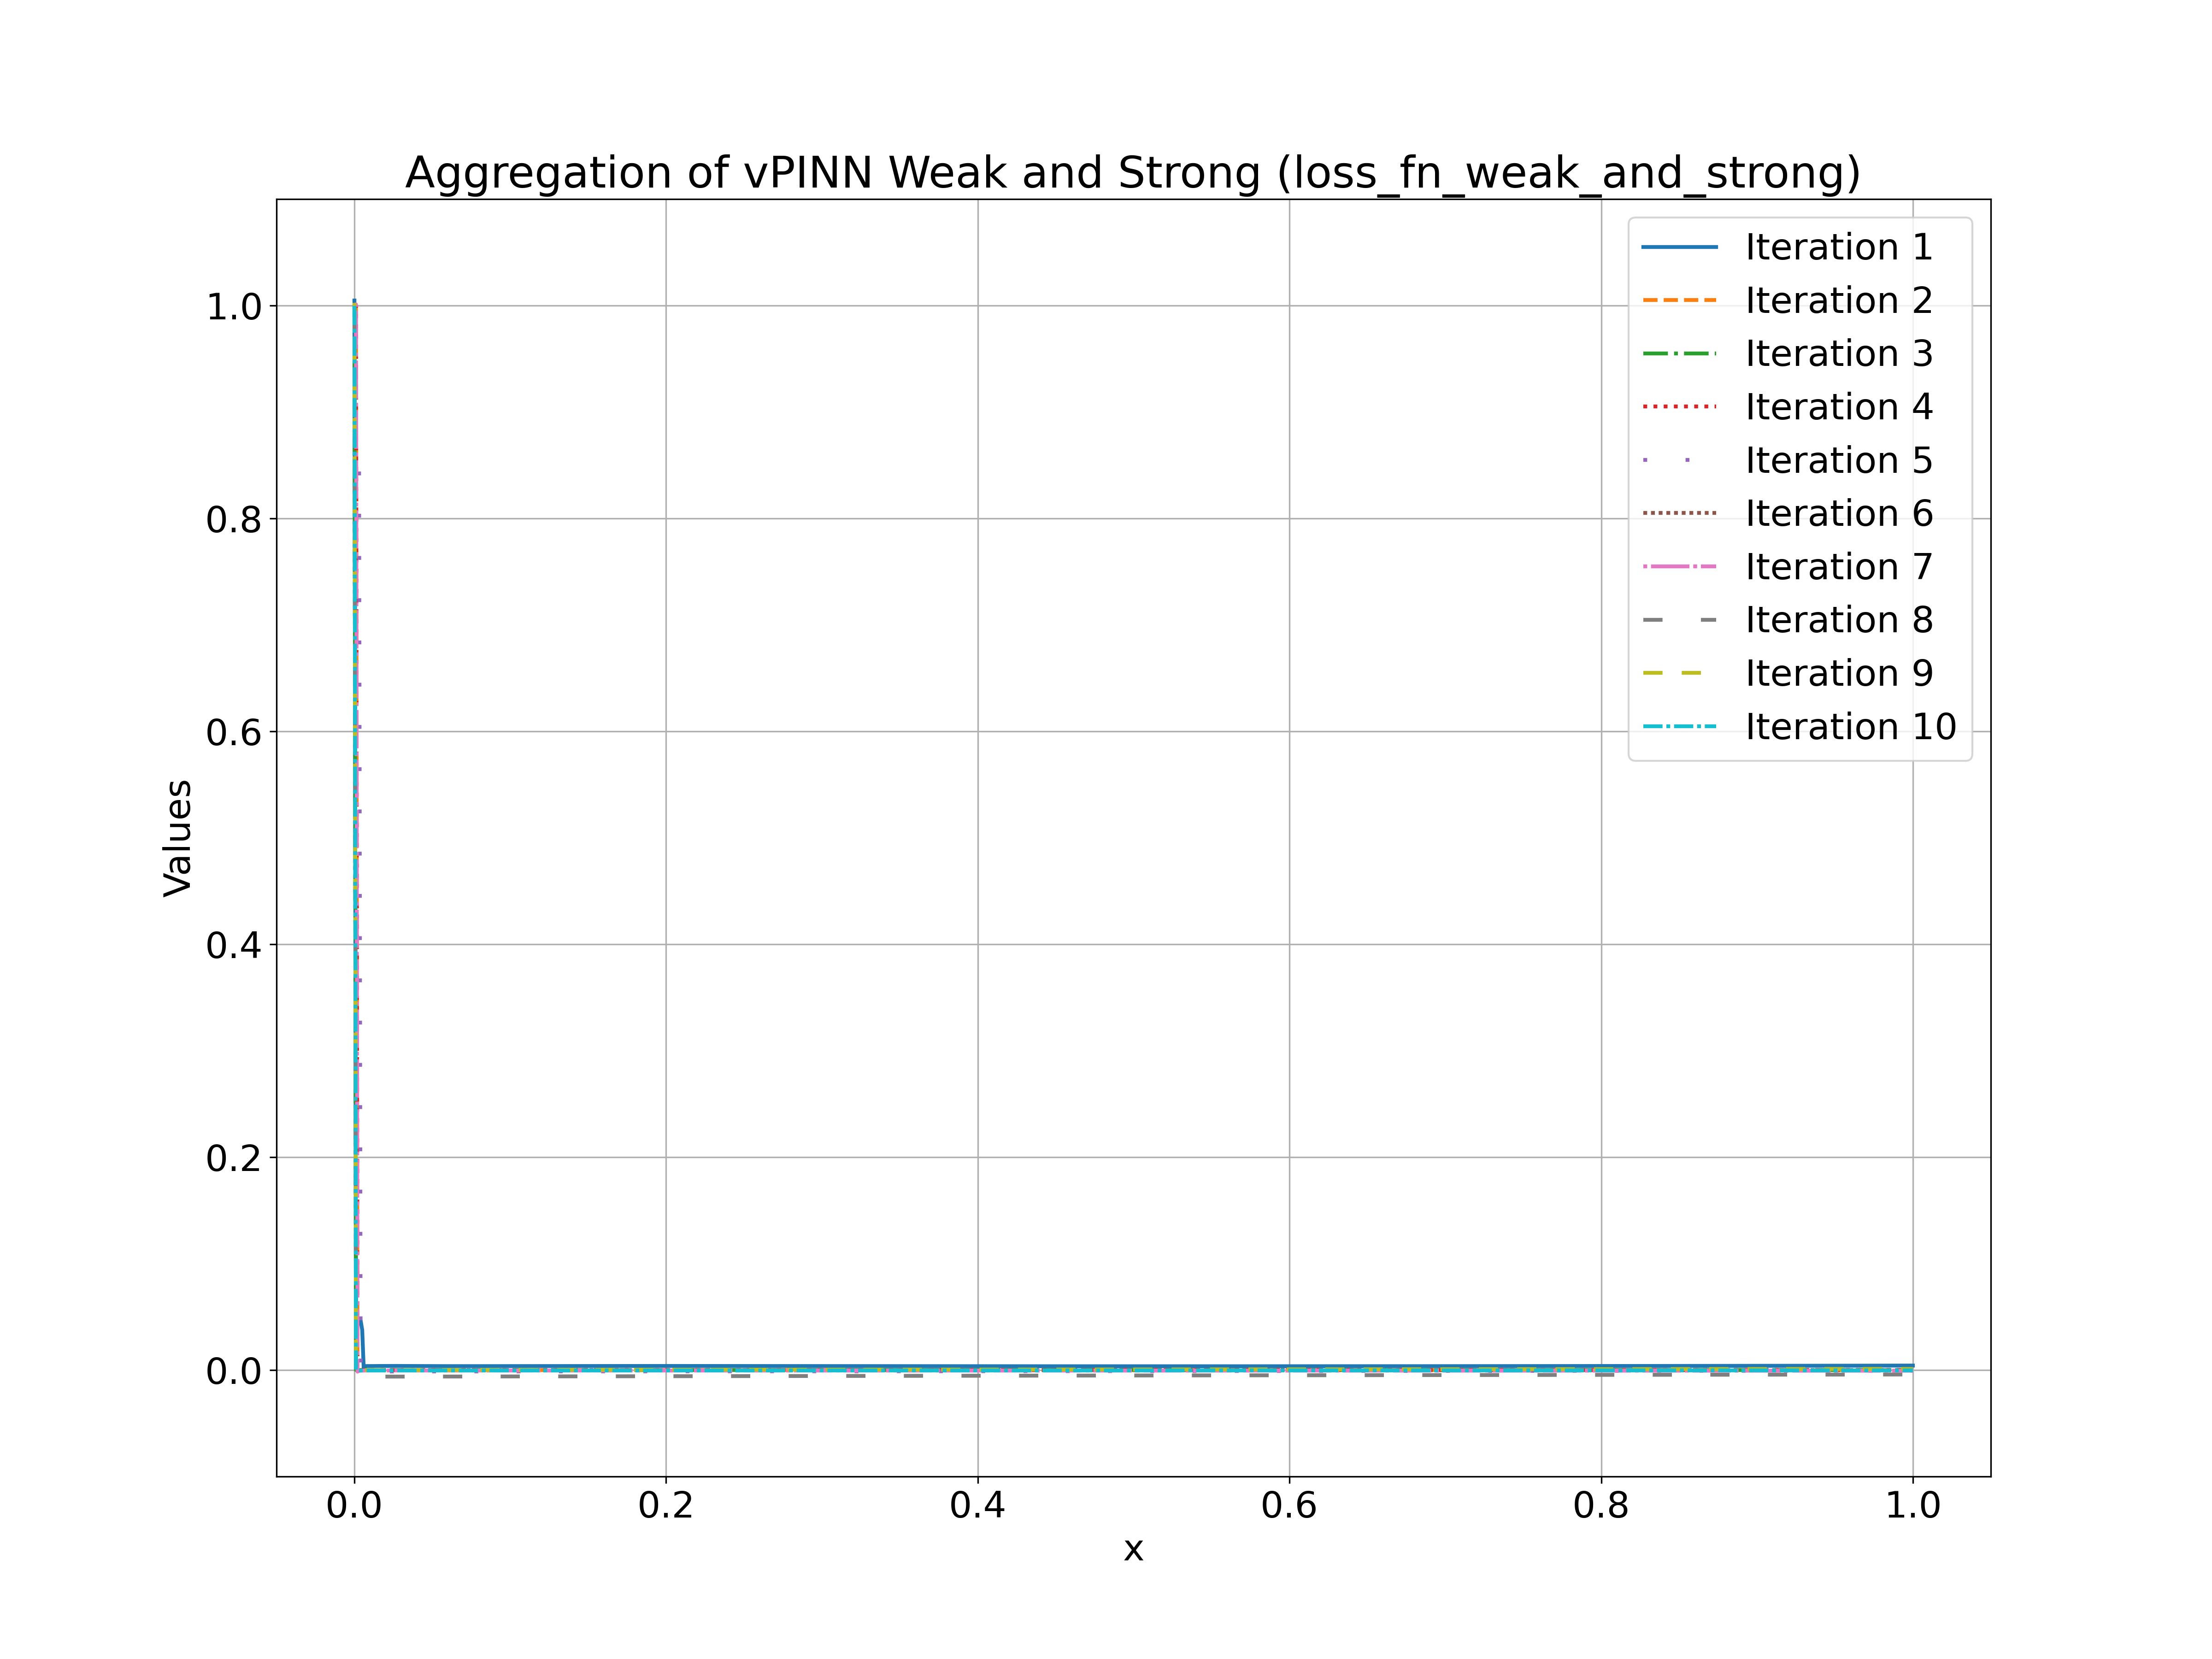 Aggregation of vPINN Weak and Strong (loss_fn_weak_and_strong)
Iteration 1
Iteration 2
Iteration 3
Iteration 4
Iteration 5
Iteration 6
Iteration 7
Iteration 8
Iteration 9
Iteration 10
1.0
0.8
0.6
0.4
0.2
0.0
Values
0.0 0.2 0.4 0.6 0.8 1.0
x